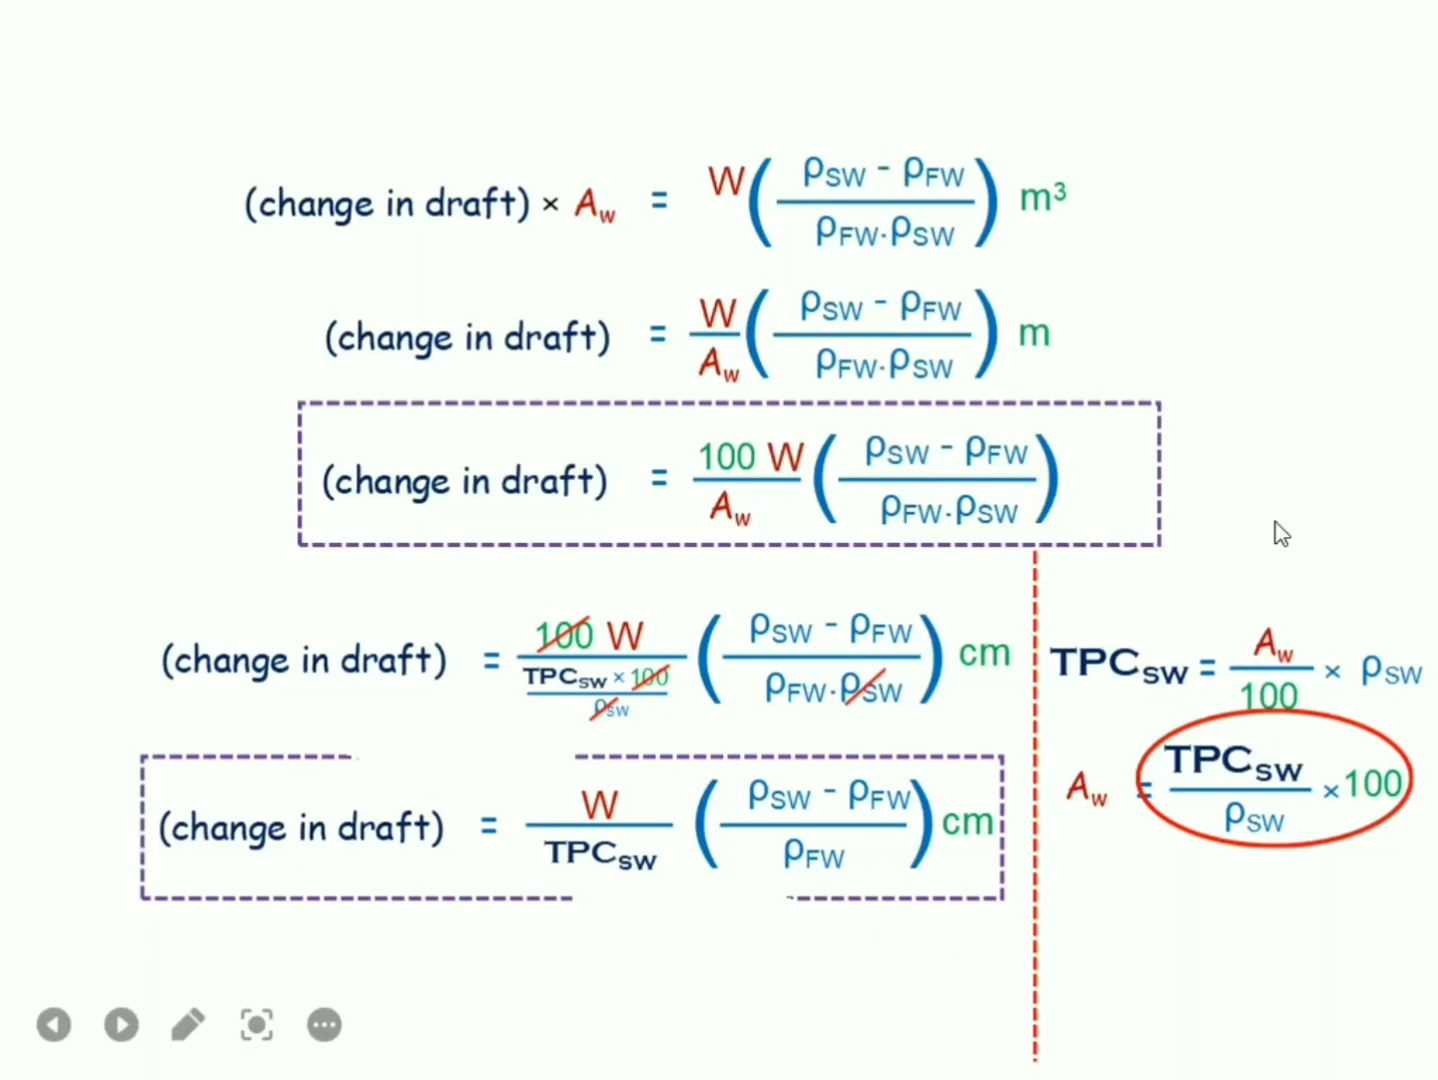 (change in draft) × Aw = W ( ρSW - ρFW / ρFW.ρSW ) m³
(change in draft) = W / Aw ( ρSW - ρFW / ρFW.ρSW ) m
(change in draft) = 100 W / Aw ( ρSW - ρFW / ρFW.ρSW )
(change in draft) = 100 W / TPCSW × 100 / ρSW ( ρSW - ρFW / ρFW.ρSW ) cm
TPCSW = Aw / 100 × ρSW
Aw = TPCSW / ρSW ×100
(change in draft) = W / TPCSW ( ρSW - ρFW / ρFW ) cm